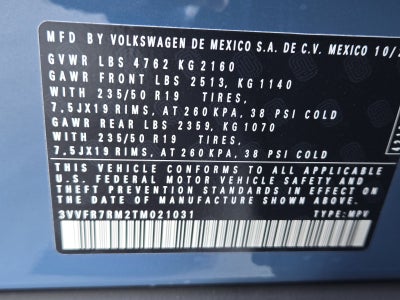 MFD BY VOLKSWAGEN DE MEXICO S.A. DE C.V. MEXICO 10/
GVWR LBS 4762 KG 2160
GAWR FRONT LBS 2513, KG 1140
WITH 235/50 R19 TIRES,
7.5JX19 RIMS, AT 260 KPA, 38 PSI COLD
GAWR REAR LBS 2359, KG 1070
WITH 235/50 R19 TIRES,
7.5JX19 RIMS, AT 260KPA, 38 PSI COLD
THIS VEHICLE CONFORMS TO ALL APPLICABLE
U.S. FEDERAL MOTOR VEHICLE SAFETY AND
THEFT PREVENTION STANDARDS IN EFFECT ON THE
DATE OF MANUFACTURE SHOWN ABOVE.
3VVFR7RM2TM021031 TYPE: MPV